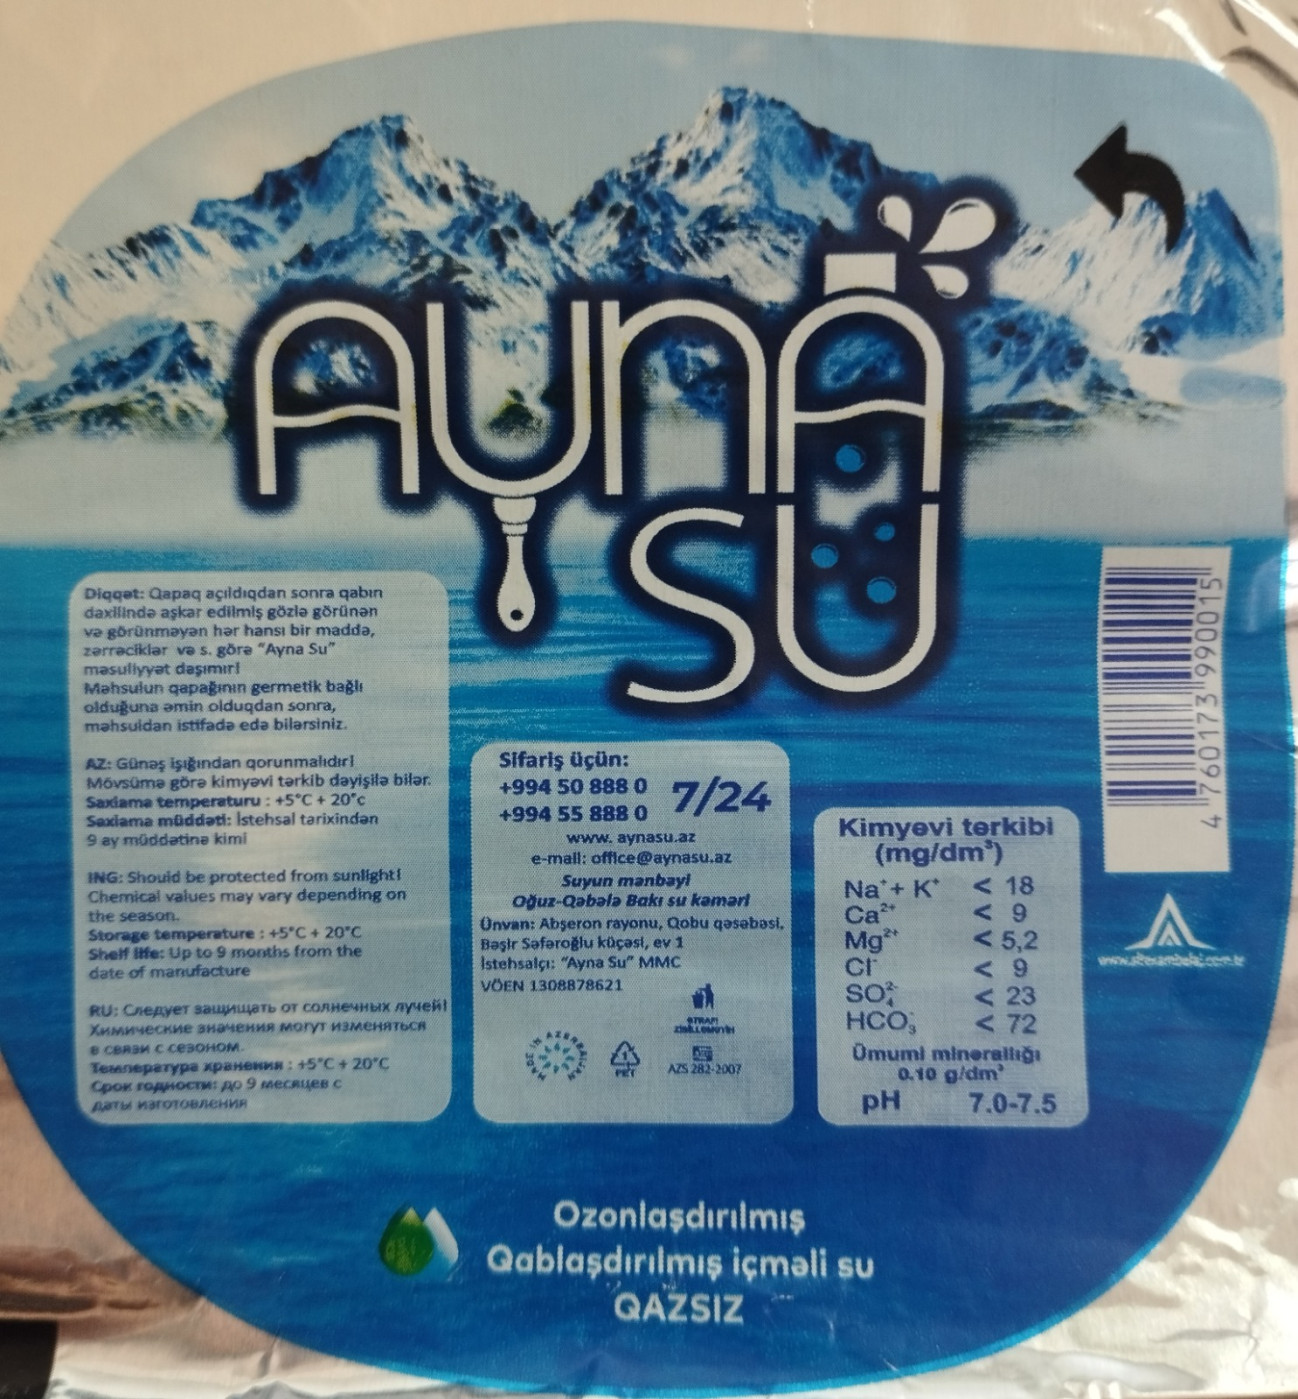 AYNA
SU
Diqqət: Qapaq açıldıqdan sonra qabın
daxilində aşkar edilmiş gözlə görünən
və görünməyən hər hansı bir maddə,
zərrəciklər və s. görə "Ayna Su"
məsuliyyət daşımır!
Məhsulun qapağının germetik bağlı
olduğuna əmin olduqdan sonra,
məhsuldan istifadə edə bilərsiniz.
AZ: Günəş işığından qorunmalıdır!
Mövsümə görə kimyəvi tərkib dəyişilə bilər.
Saxlama temperaturu : +5°C + 20°c
Saxlama müddəti: İstehsal tarixindən
9 ay müddətinə kimi
ING: Should be protected from sunlight!
Chemical values may vary depending on
the season.
Storage temperature : +5°C + 20°C
Shelf life: Up to 9 months from the
date of manufacture
RU: Следует защищать от солнечных лучей!
Химические значения могут изменяться
в связи с сезоном.
Температура хранения : +5°C + 20°C
Срок годности: до 9 месяцев с
даты изготовления
Sifariş üçün:
+994 50 888 0
+994 55 888 0
7/24
www. aynasu.az
e-mail: office@aynasu.az
Suyun mənbəyi
Oğuz-Qəbələ Bakı su kəməri
Ünvan: Abşeron rayonu, Qobu qəsəbəsi,
Bəşir Səfəroğlu küçəsi, ev 1
İstehsalçı: "Ayna Su" MMC
VÖEN 1308878621
MADE IN AZERBAIJAN
1
PET
ƏTRAFI
ZİBİLLƏMƏYİN
AZS 282-2007
Kimyəvi tərkibi
(mg/dm³)
Na⁺+ K⁺ < 18
Ca²⁺ < 9
Mg²⁺ < 5,2
Cl⁻ < 9
SO₄²⁻ < 23
HCO₃⁻ < 72
Ümumi minerallığı
0.10 g/dm³
pH 7.0-7.5
4 760173 990015
Ozonlaşdırılmış
Qablaşdırılmış içməli su
QAZSIZ